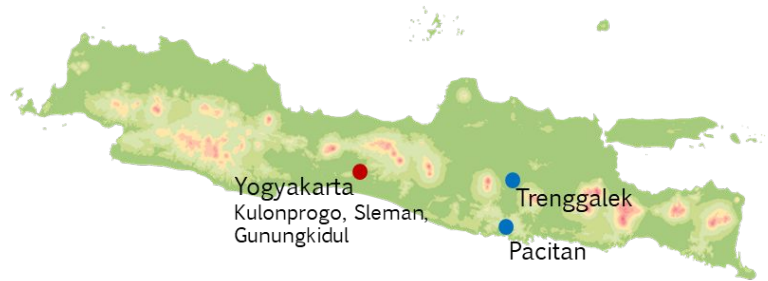 Yogyakarta
Kulonprogo, Sleman,
Gunungkidul
Trenggalek
Pacitan